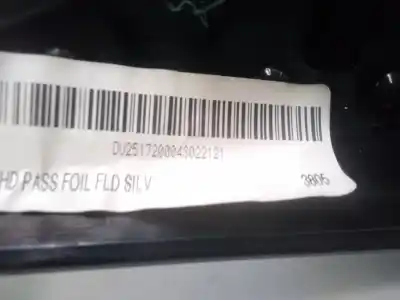 DU2517200043022121
HD PASS FOIL FLD SILV 3805